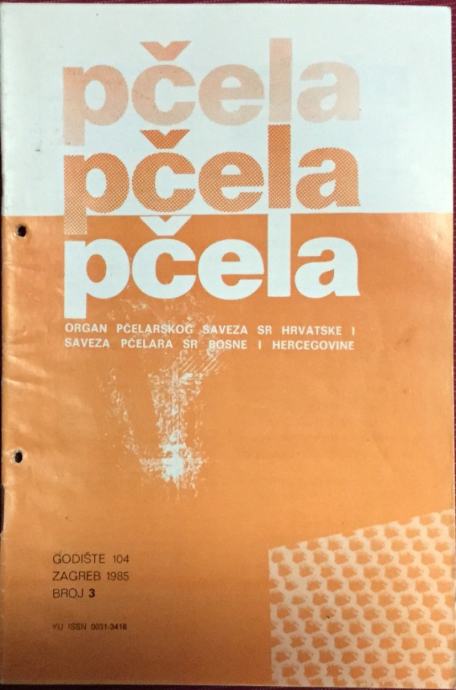 pčela
pčela
pčela
ORGAN PČELARSKOG SAVEZA SR HRVATSKE I
SAVEZA PČELARA SR BOSNE I HERCEGOVINE
GODIŠTE 104
ZAGREB 1985
BROJ 3
YU ISSN 0031-3416